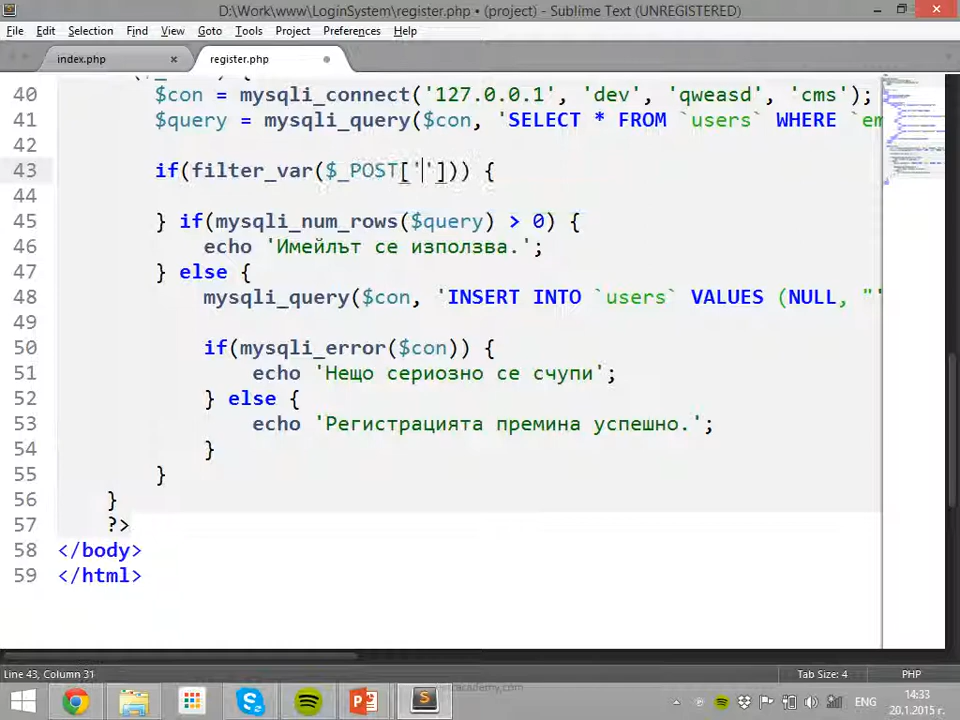 D:\Work\www\LoginSystem\register.php • (project) - Sublime Text (UNREGISTERED)
File Edit Selection Find View Goto Tools Project Preferences Help
index.php × register.php
40 $con = mysqli_connect('127.0.0.1', 'dev', 'qweasd', 'cms');
41 $query = mysqli_query($con, 'SELECT * FROM `users` WHERE `em
42
43 if(filter_var($_POST[''])) {
44
45 } if(mysqli_num_rows($query) > 0) {
46 echo 'Имейлът се използва.';
47 } else {
48 mysqli_query($con, 'INSERT INTO `users` VALUES (NULL, "'
49
50 if(mysqli_error($con)) {
51 echo 'Нещо сериозно се счупи';
52 } else {
53 echo 'Регистрацията премина успешно.';
54 }
55 }
56 }
57 ?>
58 </body>
59 </html>
Line 43, Column 31 Tab Size: 4 PHP
ENG 14:33
20.1.2015 г.